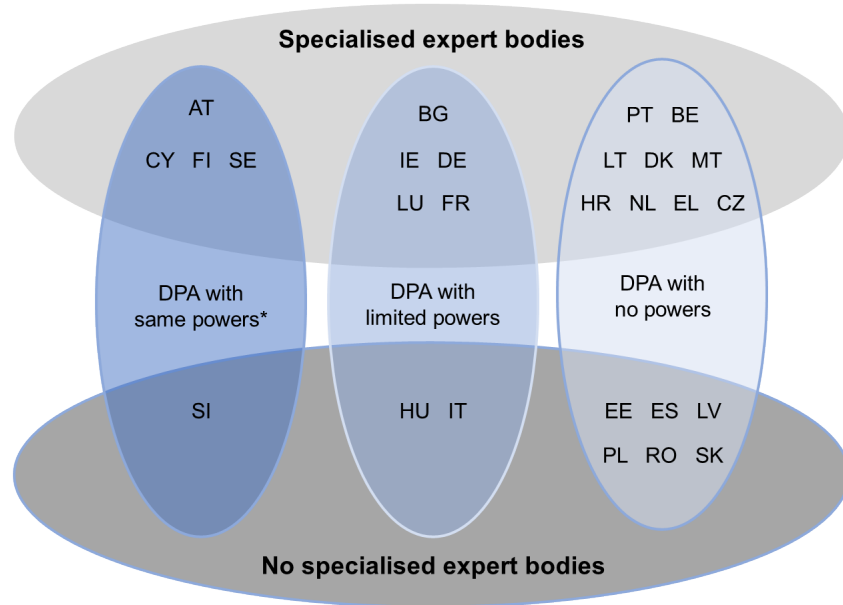 Specialised expert bodies
AT
CY FI SE
BG
IE DE
LU FR
PT BE
LT DK MT
HR NL EL CZ
DPA with
same powers*
DPA with
limited powers
DPA with
no powers
SI
HU IT
EE ES LV
PL RO SK
No specialised expert bodies